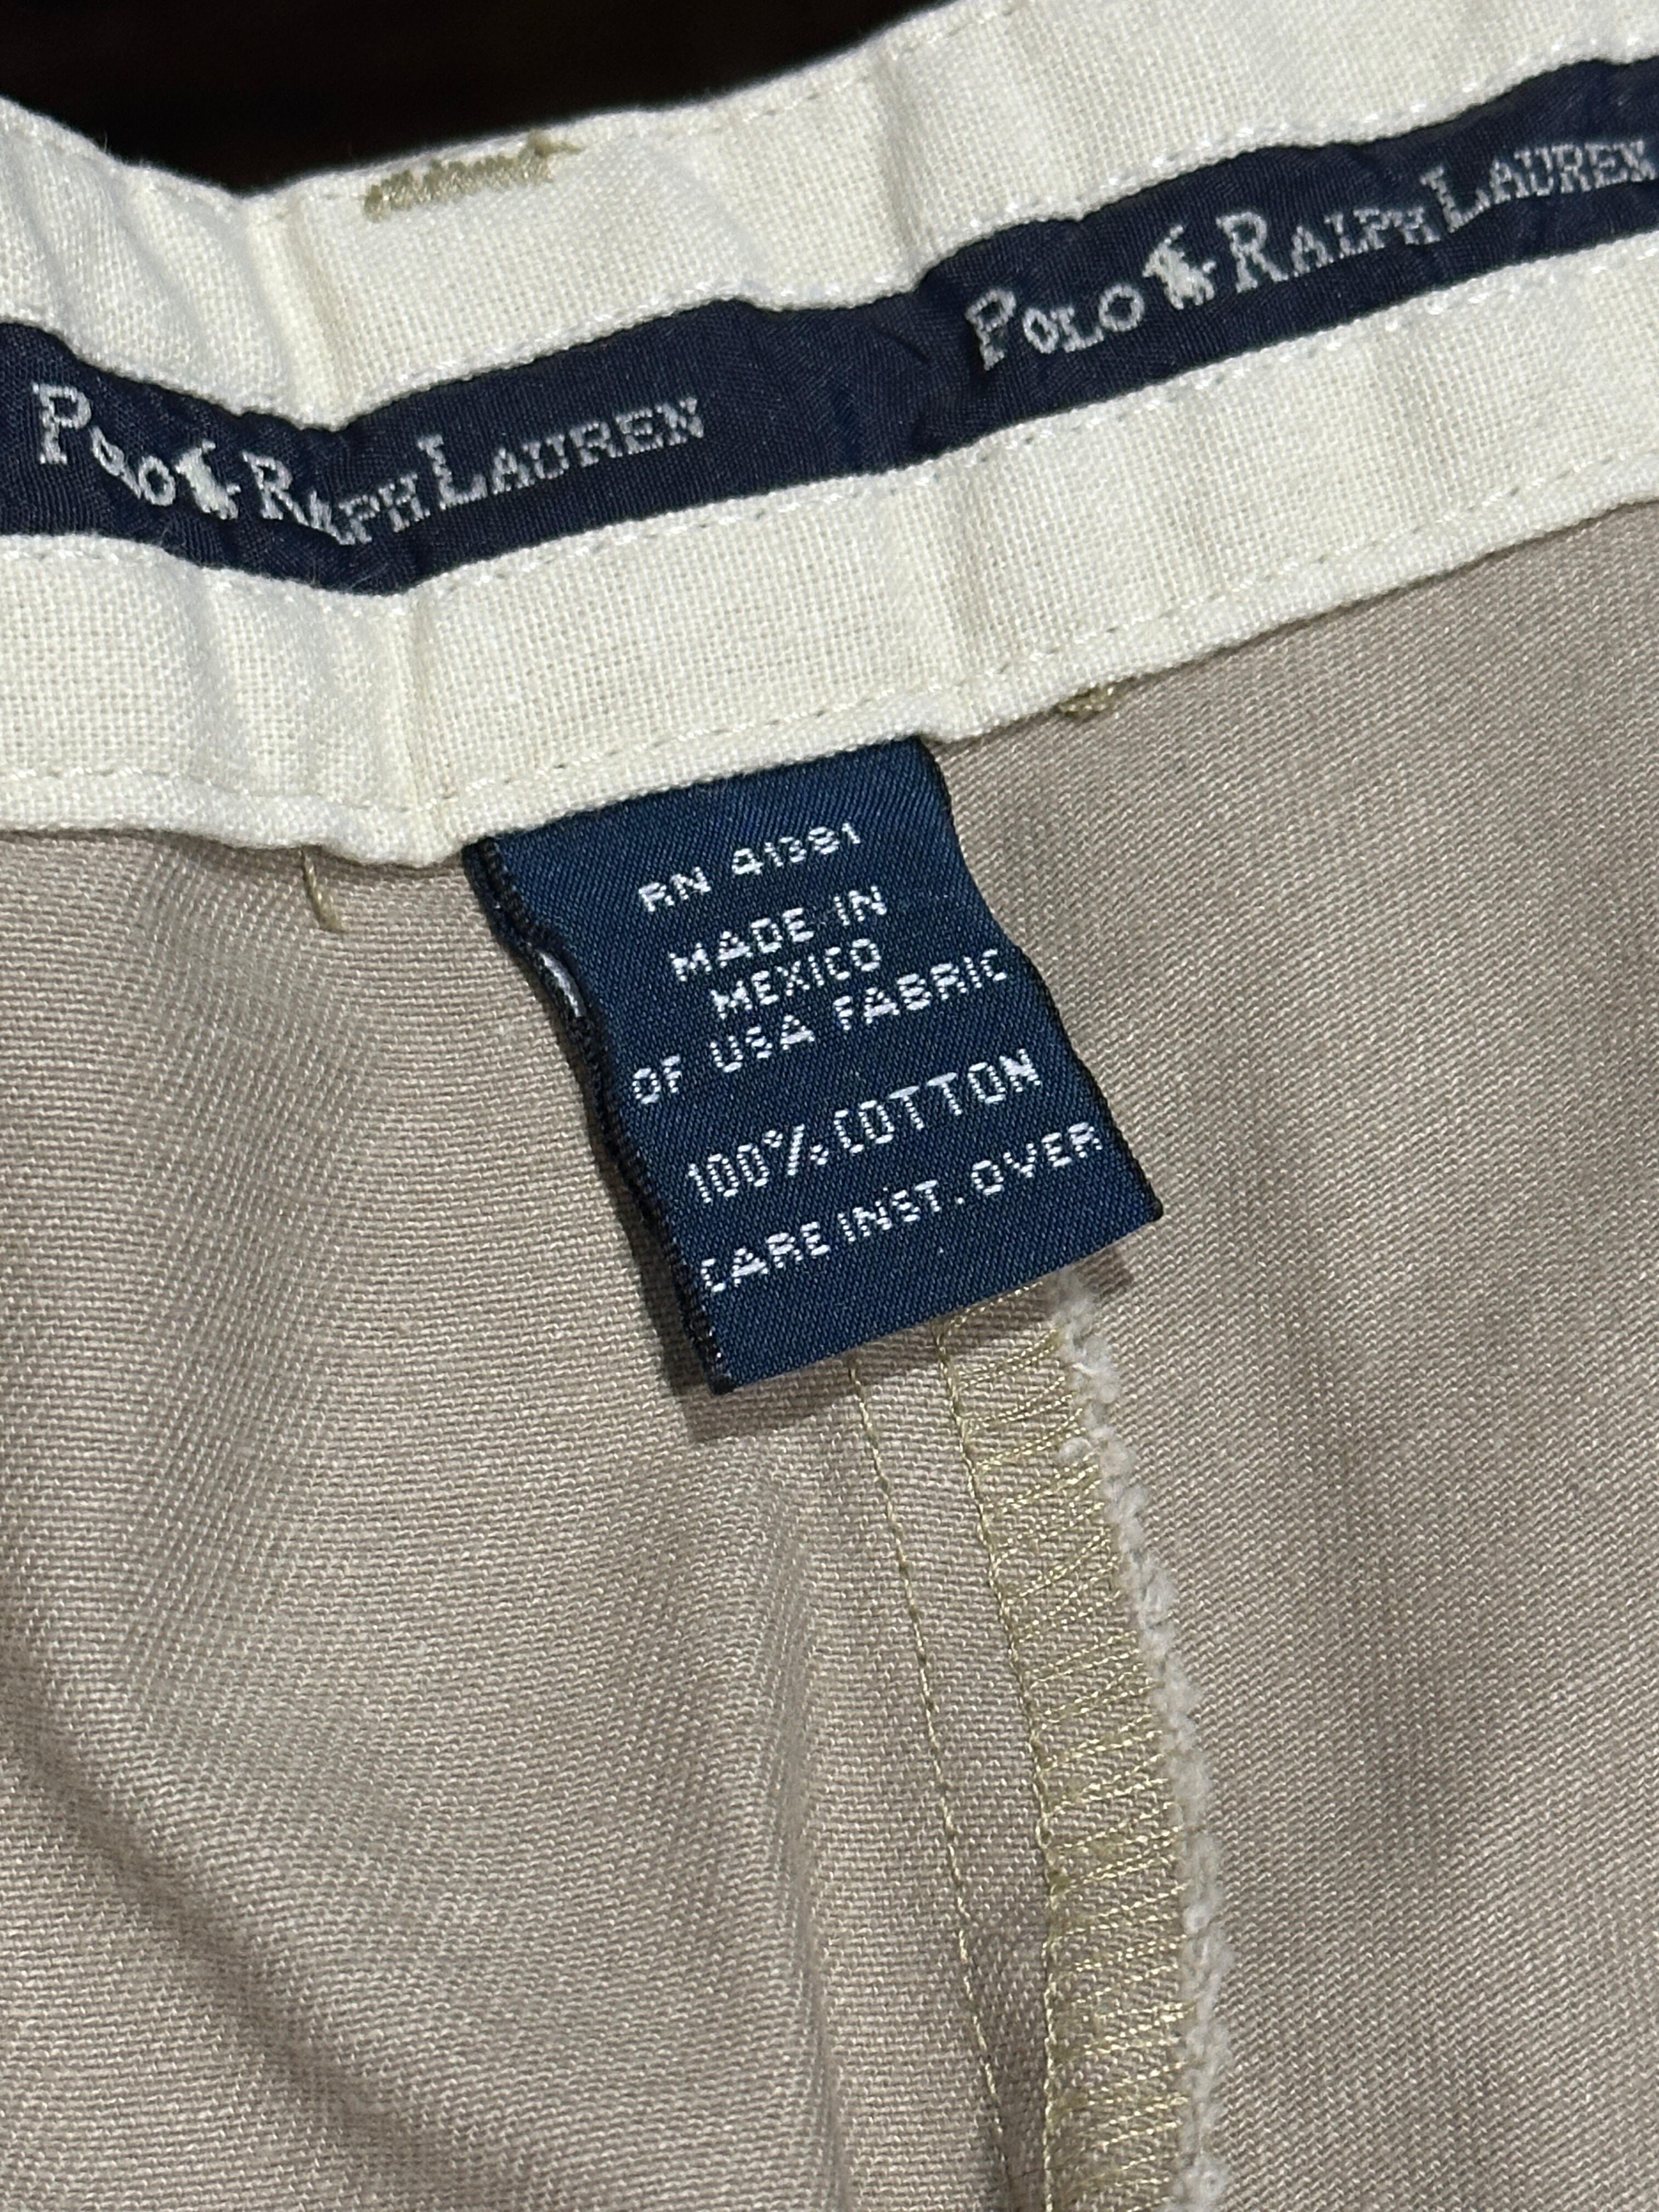 POLO RALPH LAUREN
POLO RALPH LAUREN
RN 41381
MADE IN
MEXICO
OF USA FABRIC
100% COTTON
CARE INST. OVER